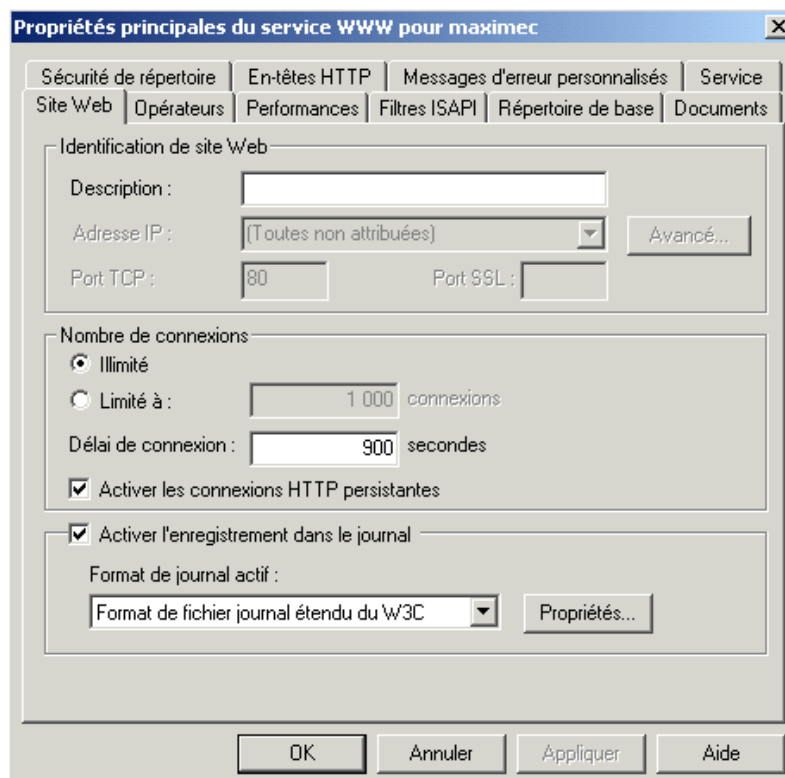 Propriétés principales du service WWW pour maximec
Sécurité de répertoire En-têtes HTTP Messages d'erreur personnalisés Service
Site Web Opérateurs Performances Filtres ISAPI Répertoire de base Documents
Identification de site Web
Description :
Adresse IP : (Toutes non attribuées) Avancé...
Port TCP : 80 Port SSL :
Nombre de connexions
Illimité
Limité à : 1 000 connexions
Délai de connexion : 900 secondes
Activer les connexions HTTP persistantes
Activer l'enregistrement dans le journal
Format de journal actif :
Format de fichier journal étendu du W3C Propriétés...
OK Annuler Appliquer Aide